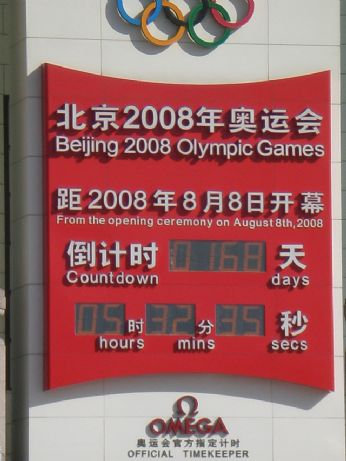 北京2008年奥运会
Beijing 2008 Olympic Games
距2008年8月8日开幕
From the opening ceremony on August 8th,2008
倒计时 0168 天
Countdown days
05 时 32 分 35 秒
hours mins secs
Ω
OMEGA
奥运会官方指定计时
OFFICIAL TIMEKEEPER